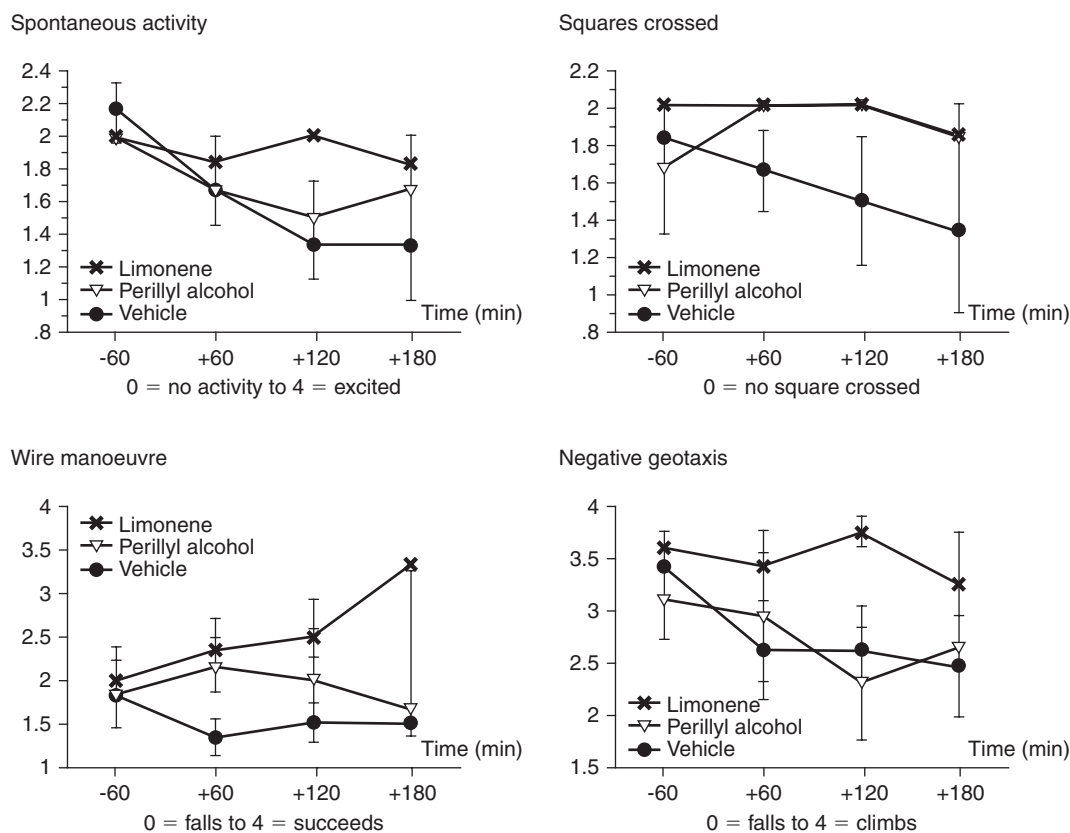 Spontaneous activity
2.4
2.2
2
1.8
1.6
1.4
1.2
1
.8
Limonene
Perillyl alcohol
Vehicle
Time (min)
-60 +60 +120 +180
0 = no activity to 4 = excited
Squares crossed
2.2
2
1.8
1.6
1.4
1.2
1
.8
Limonene
Perillyl alcohol
Vehicle
Time (min)
-60 +60 +120 +180
0 = no square crossed
Wire manoeuvre
4
3.5
3
2.5
2
1.5
1
Limonene
Perillyl alcohol
Vehicle
Time (min)
-60 +60 +120 +180
0 = falls to 4 = succeeds
Negative geotaxis
4
3.5
3
2.5
2
1.5
Limonene
Perillyl alcohol
Vehicle
Time (min)
-60 +60 +120 +180
0 = falls to 4 = climbs